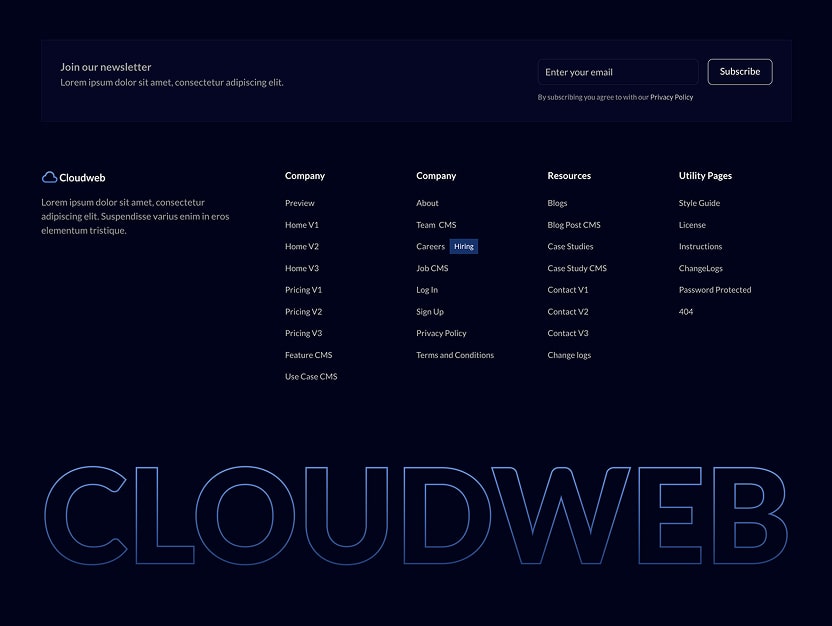 Join our newsletter
Lorem ipsum dolor sit amet, consectetur adipiscing elit.
Enter your email
Subscribe
By subscribing you agree to with our Privacy Policy
Cloudweb
Lorem ipsum dolor sit amet, consectetur
adipiscing elit. Suspendisse varius enim in eros
elementum tristique.
Company
Preview
Home V1
Home V2
Home V3
Pricing V1
Pricing V2
Pricing V3
Feature CMS
Use Case CMS
Company
About
Team CMS
Careers Hiring
Job CMS
Log In
Sign Up
Privacy Policy
Terms and Conditions
Resources
Blogs
Blog Post CMS
Case Studies
Case Study CMS
Contact V1
Contact V2
Contact V3
Change logs
Utility Pages
Style Guide
License
Instructions
ChangeLogs
Password Protected
404
CLOUDWEB